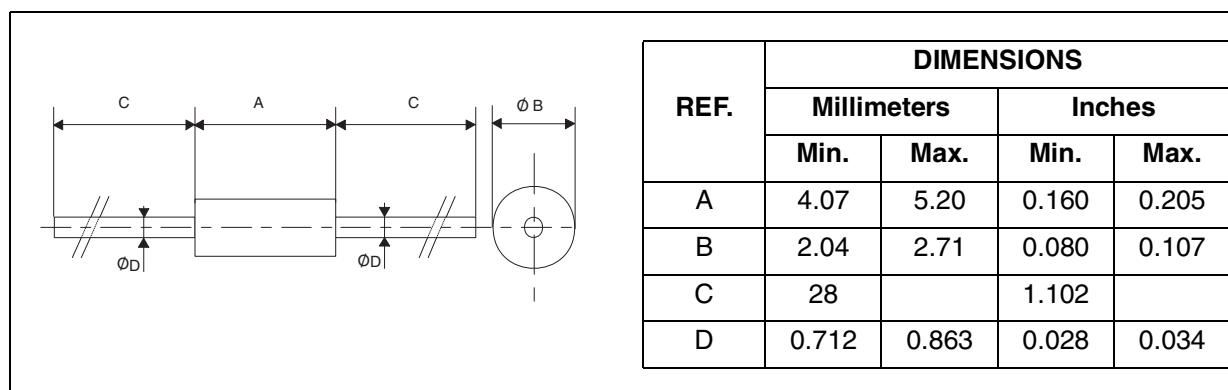 C A C Ø B
ØD ØD
REF. DIMENSIONS
Millimeters Inches
Min. Max. Min. Max.
A 4.07 5.20 0.160 0.205
B 2.04 2.71 0.080 0.107
C 28 1.102
D 0.712 0.863 0.028 0.034